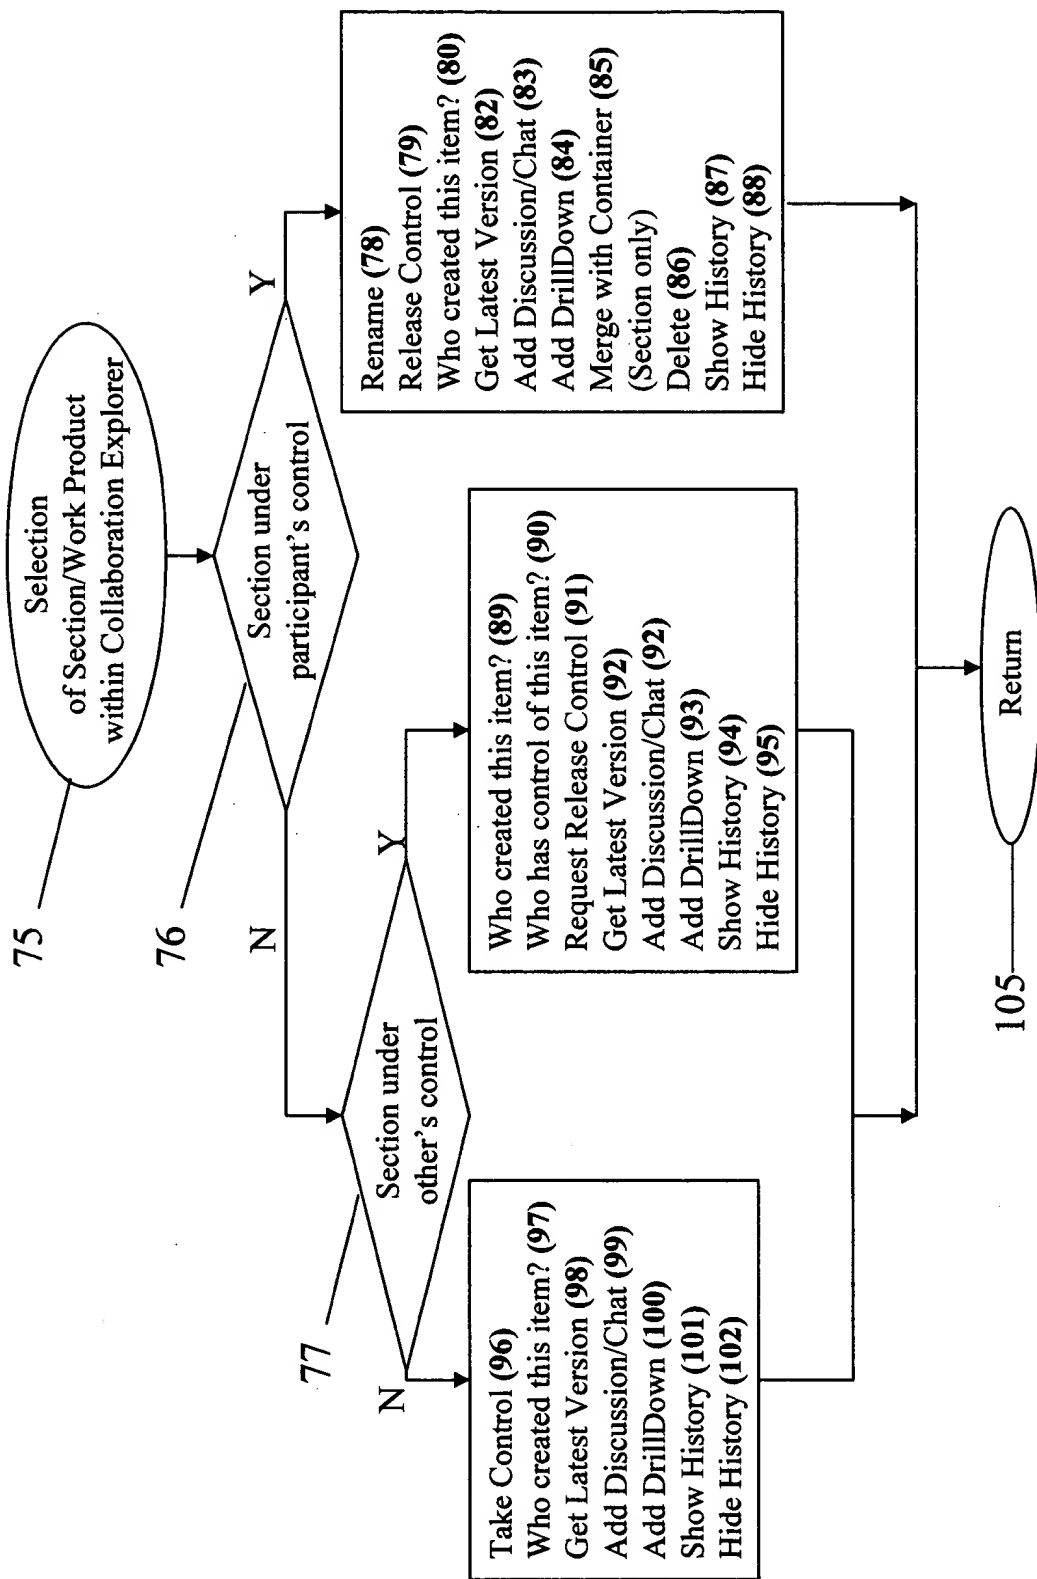 Selection
of Section/Work Product
within Collaboration Explorer
75
Section under
participant's control
76
N
Y
Section under
other's control
77
N
Y
Take Control (96)
Who created this item? (97)
Get Latest Version (98)
Add Discussion/Chat (99)
Add DrillDown (100)
Show History (101)
Hide History (102)
Who created this item? (89)
Who has control of this item? (90)
Request Release Control (91)
Get Latest Version (92)
Add Discussion/Chat (92)
Add DrillDown (93)
Show History (94)
Hide History (95)
Rename (78)
Release Control (79)
Who created this item? (80)
Get Latest Version (82)
Add Discussion/Chat (83)
Add DrillDown (84)
Merge with Container (85)
(Section only)
Delete (86)
Show History (87)
Hide History (88)
105
Return